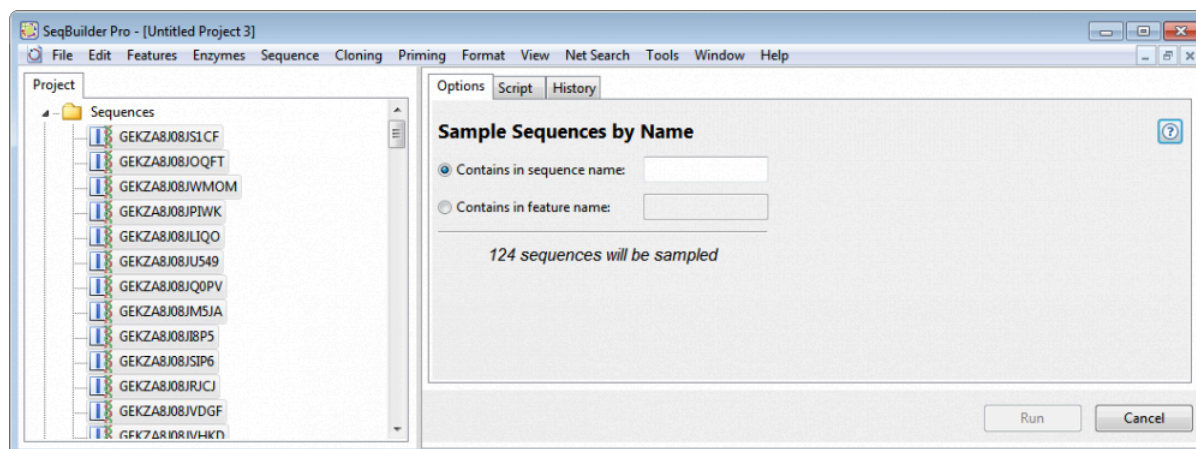 SeqBuilder Pro - [Untitled Project 3]
File Edit Features Enzymes Sequence Cloning Priming Format View Net Search Tools Window Help
Project
Sequences
GEKZA8J08JS1CF
GEKZA8J08JOQFT
GEKZA8J08JWMOM
GEKZA8J08JPIWK
GEKZA8J08JLIQO
GEKZA8J08JU549
GEKZA8J08JQ0PV
GEKZA8J08JM5JA
GEKZA8J08JI8P5
GEKZA8J08JSIP6
GEKZA8J08JRJCJ
GEKZA8J08JVDGF
GEKZA8J08JVHKD
Options Script History
Sample Sequences by Name
?
Contains in sequence name:
Contains in feature name:
124 sequences will be sampled
Run Cancel